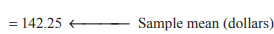 = 142.25 ← Sample mean (dollars)